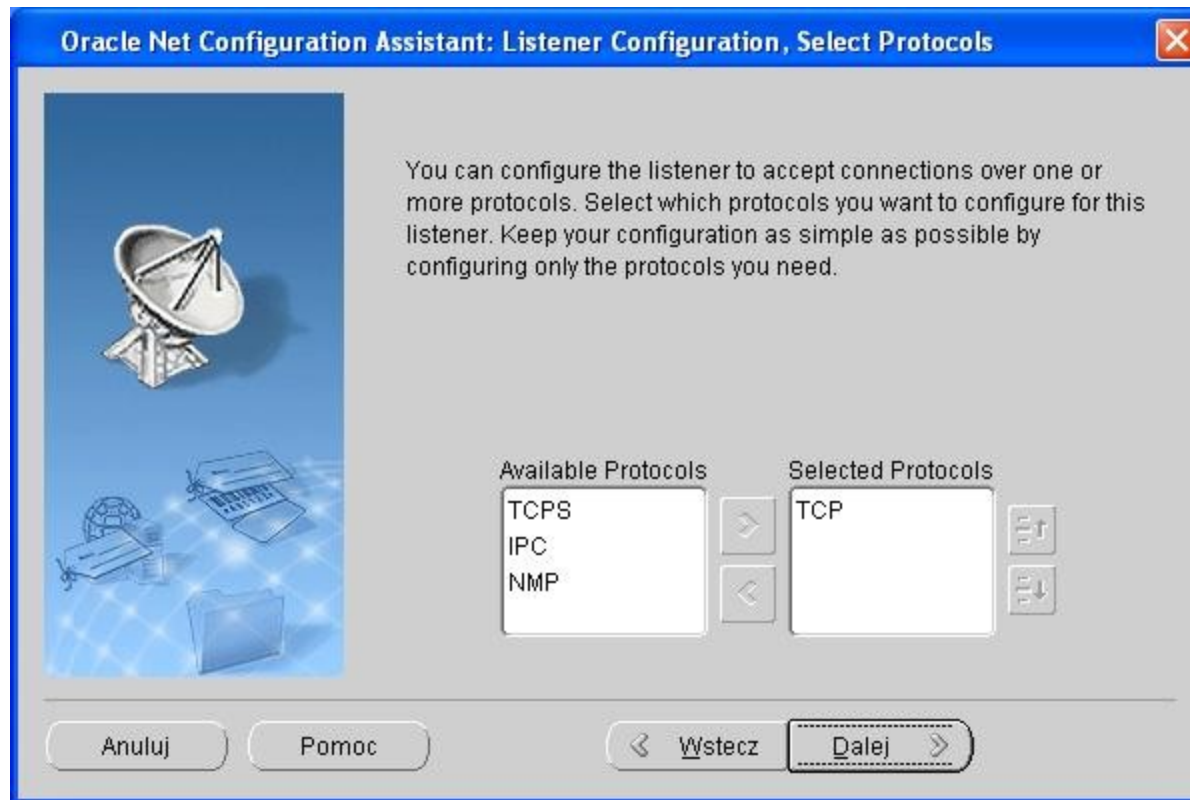 Oracle Net Configuration Assistant: Listener Configuration, Select Protocols
You can configure the listener to accept connections over one or
more protocols. Select which protocols you want to configure for this
listener. Keep your configuration as simple as possible by
configuring only the protocols you need.
Available Protocols
TCPS
IPC
NMP
Selected Protocols
TCP
Anuluj
Pomoc
Wstecz
Dalej